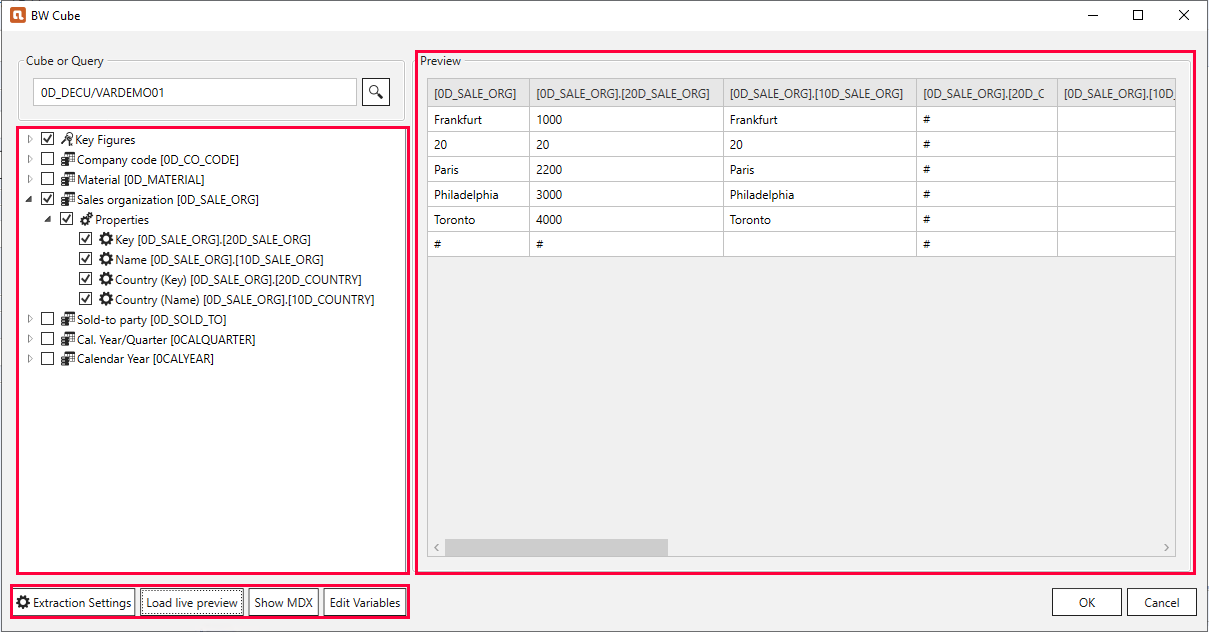 BW Cube
Cube or Query
0D_DECU/VARDEMO01
Key Figures
Company code [0D_CO_CODE]
Material [0D_MATERIAL]
Sales organization [0D_SALE_ORG]
Properties
Key [0D_SALE_ORG].[20D_SALE_ORG]
Name [0D_SALE_ORG].[10D_SALE_ORG]
Country (Key) [0D_SALE_ORG].[20D_COUNTRY]
Country (Name) [0D_SALE_ORG].[10D_COUNTRY]
Sold-to party [0D_SOLD_TO]
Cal. Year/Quarter [0CALQUARTER]
Calendar Year [0CALYEAR]
Preview
[0D_SALE_ORG] [0D_SALE_ORG].[20D_SALE_ORG] [0D_SALE_ORG].[10D_SALE_ORG] [0D_SALE_ORG].[20D_C [0D_SALE_ORG].[10D_
Frankfurt 1000 Frankfurt #
20 20 20 #
Paris 2200 Paris #
Philadelphia 3000 Philadelphia #
Toronto 4000 Toronto #
# # #
Extraction Settings Load live preview Show MDX Edit Variables OK Cancel